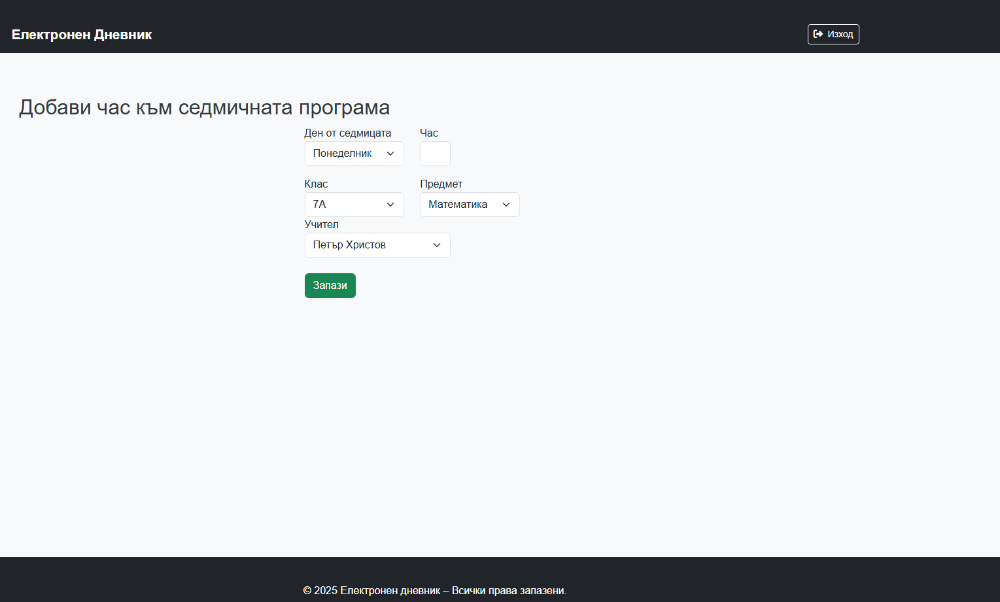 Електронен Дневник
Изход
Добави час към седмичната програма
Ден от седмицата
Час
Понеделник
Клас
Предмет
7А
Математика
Учител
Петър Христов
Запази
© 2025 Електронен дневник – Всички права запазени.